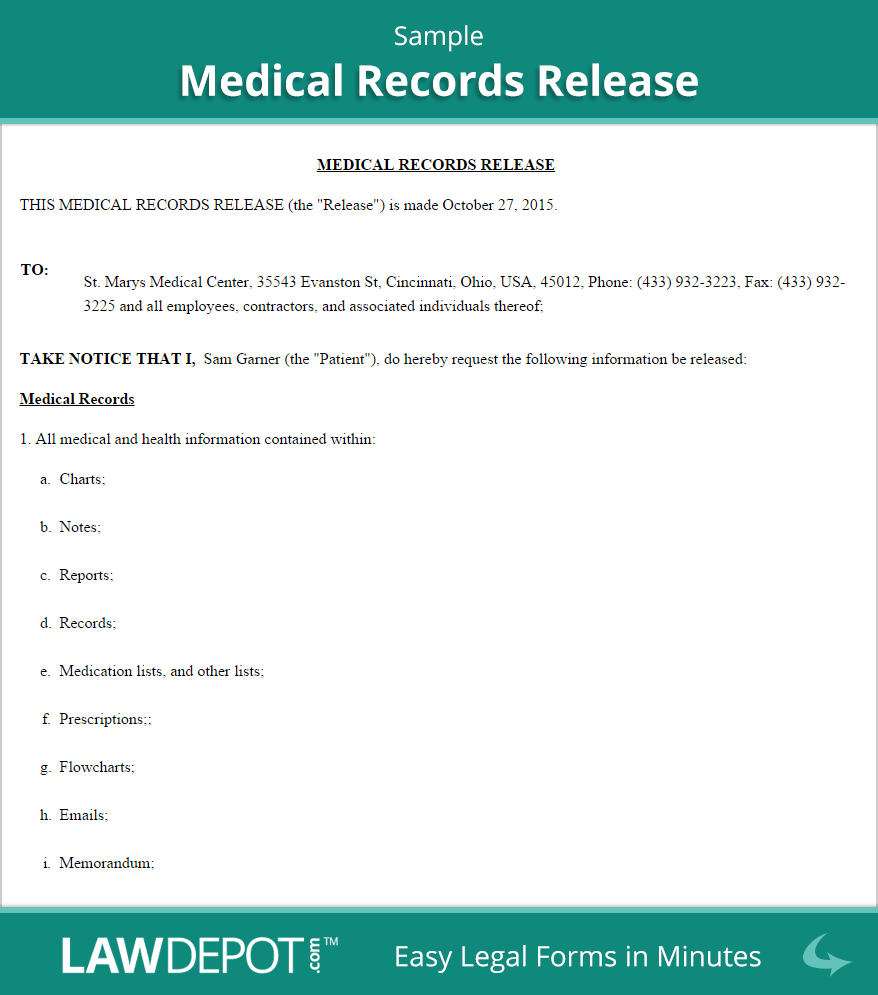 Sample
Medical Records Release
MEDICAL RECORDS RELEASE
THIS MEDICAL RECORDS RELEASE (the "Release") is made October 27, 2015.
TO:
St. Marys Medical Center, 35543 Evanston St, Cincinnati, Ohio, USA, 45012, Phone: (433) 932-3223, Fax: (433) 932-
3225 and all employees, contractors, and associated individuals thereof;
TAKE NOTICE THAT I, Sam Garner (the "Patient"), do hereby request the following information be released:
Medical Records
1. All medical and health information contained within:
a. Charts;
b. Notes;
c. Reports;
d. Records;
e. Medication lists, and other lists;
f. Prescriptions;;
g. Flowcharts;
h. Emails;
i. Memorandum;
LAWDEPOT.com™
Easy Legal Forms in Minutes